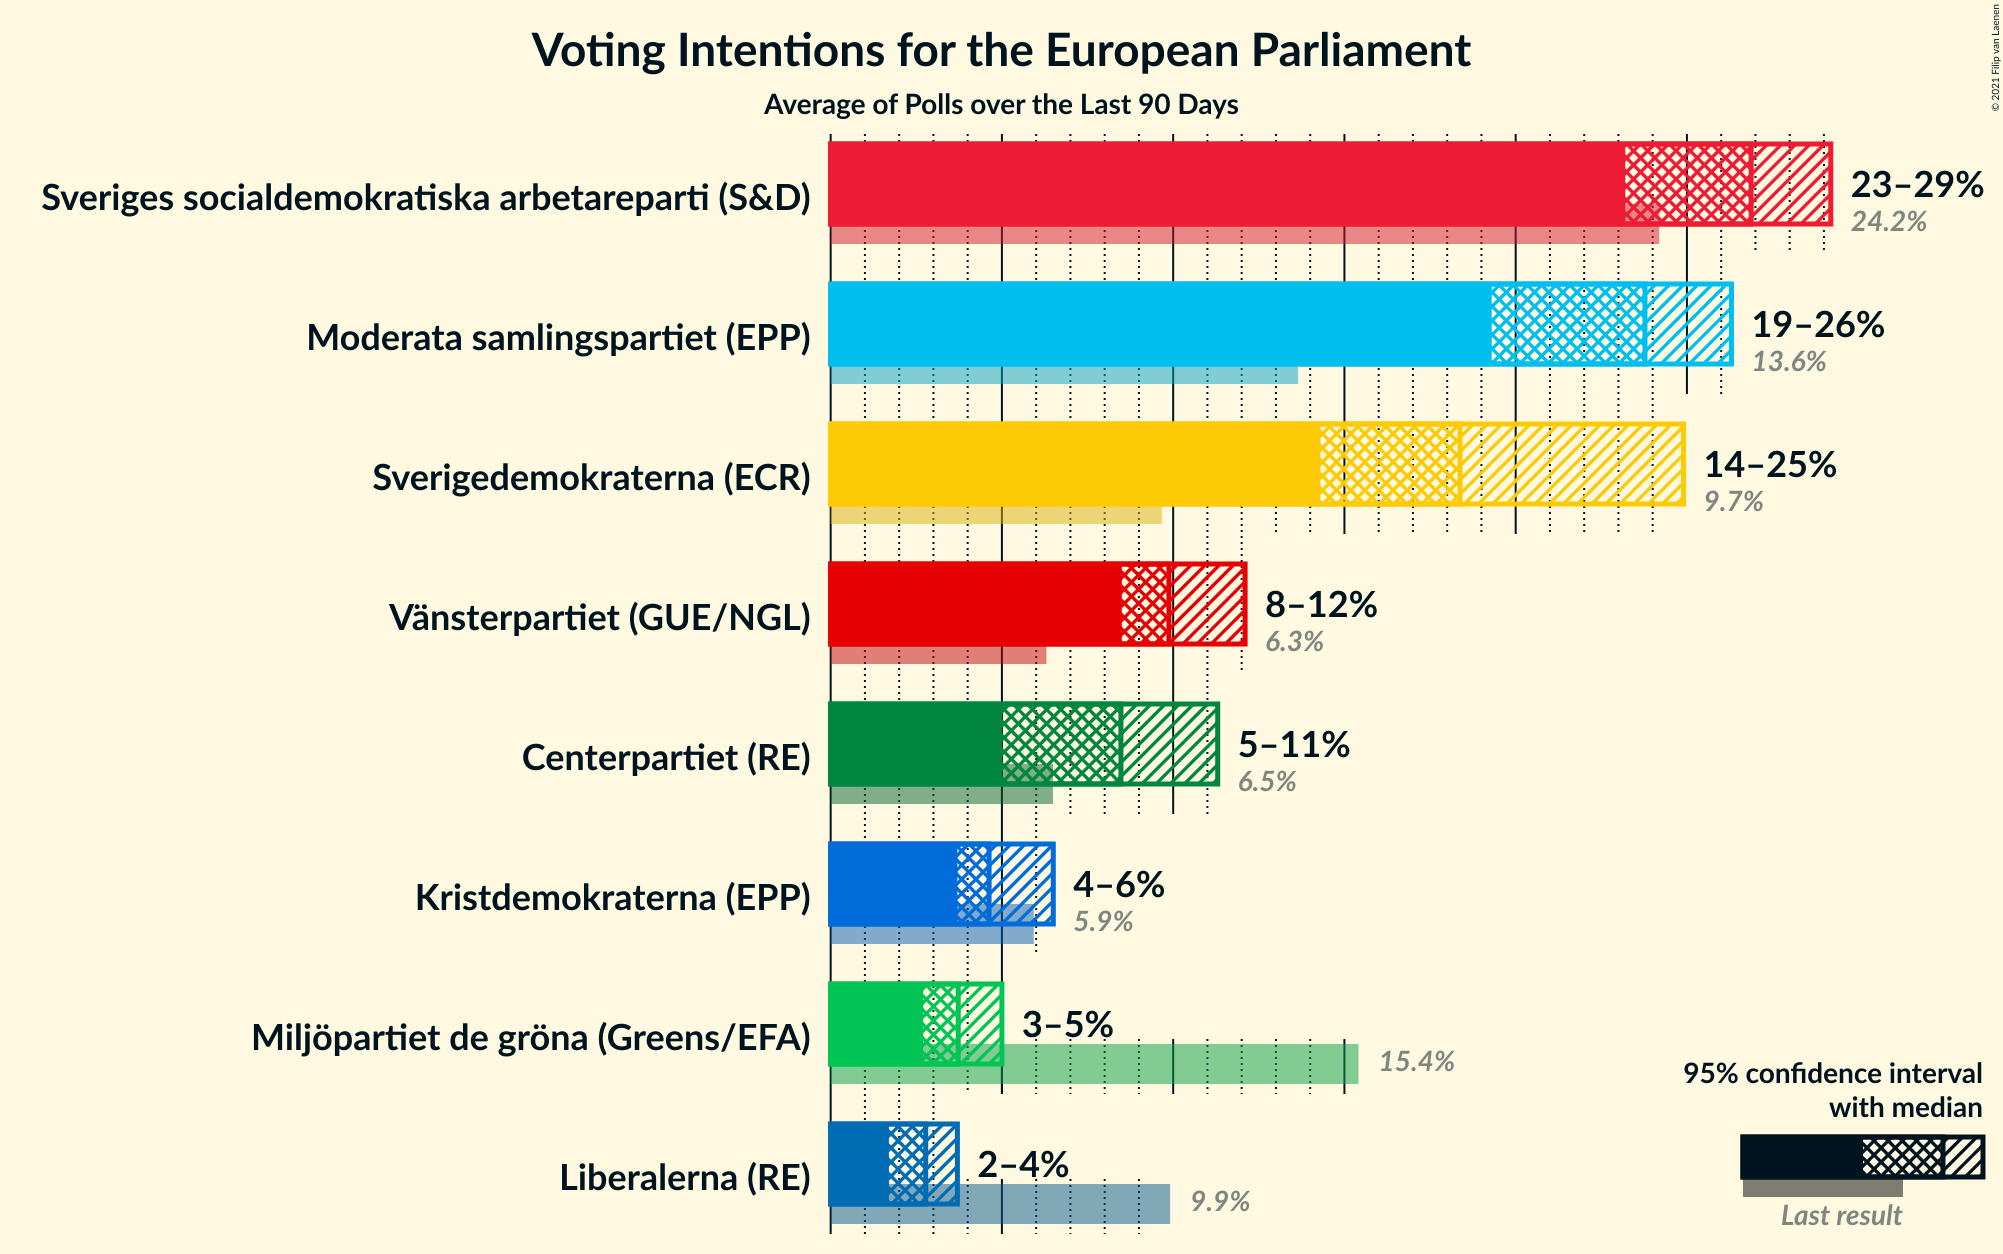 Voting Intentions for the European Parliament
Average of Polls over the Last 90 Days
© 2021 Filip van Laenen
Sveriges socialdemokratiska arbetareparti (S&D)
23–29%
24.2%
Moderata samlingspartiet (EPP)
19–26%
13.6%
Sverigedemokraterna (ECR)
14–25%
9.7%
Vänsterpartiet (GUE/NGL)
8–12%
6.3%
Centerpartiet (RE)
5–11%
6.5%
Kristdemokraterna (EPP)
4–6%
5.9%
Miljöpartiet de gröna (Greens/EFA)
3–5%
15.4%
Liberalerna (RE)
2–4%
9.9%
95% confidence interval
with median
Last result